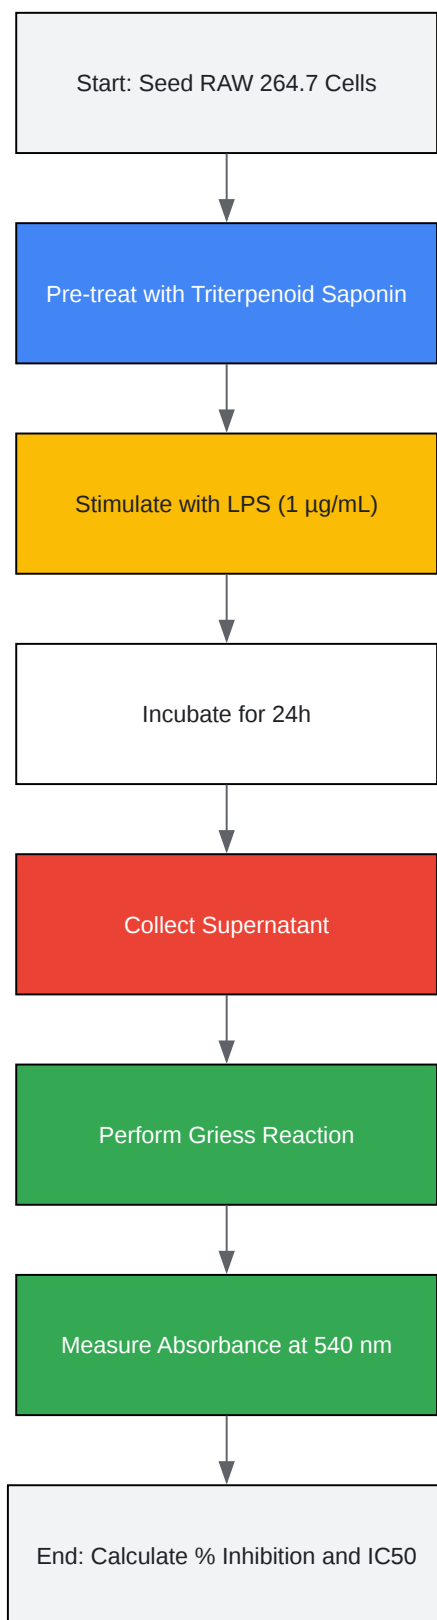 Start: Seed RAW 264.7 Cells
Pre-treat with Triterpenoid Saponin
Stimulate with LPS (1 µg/mL)
Incubate for 24h
Collect Supernatant
Perform Griess Reaction
Measure Absorbance at 540 nm
End: Calculate % Inhibition and IC50